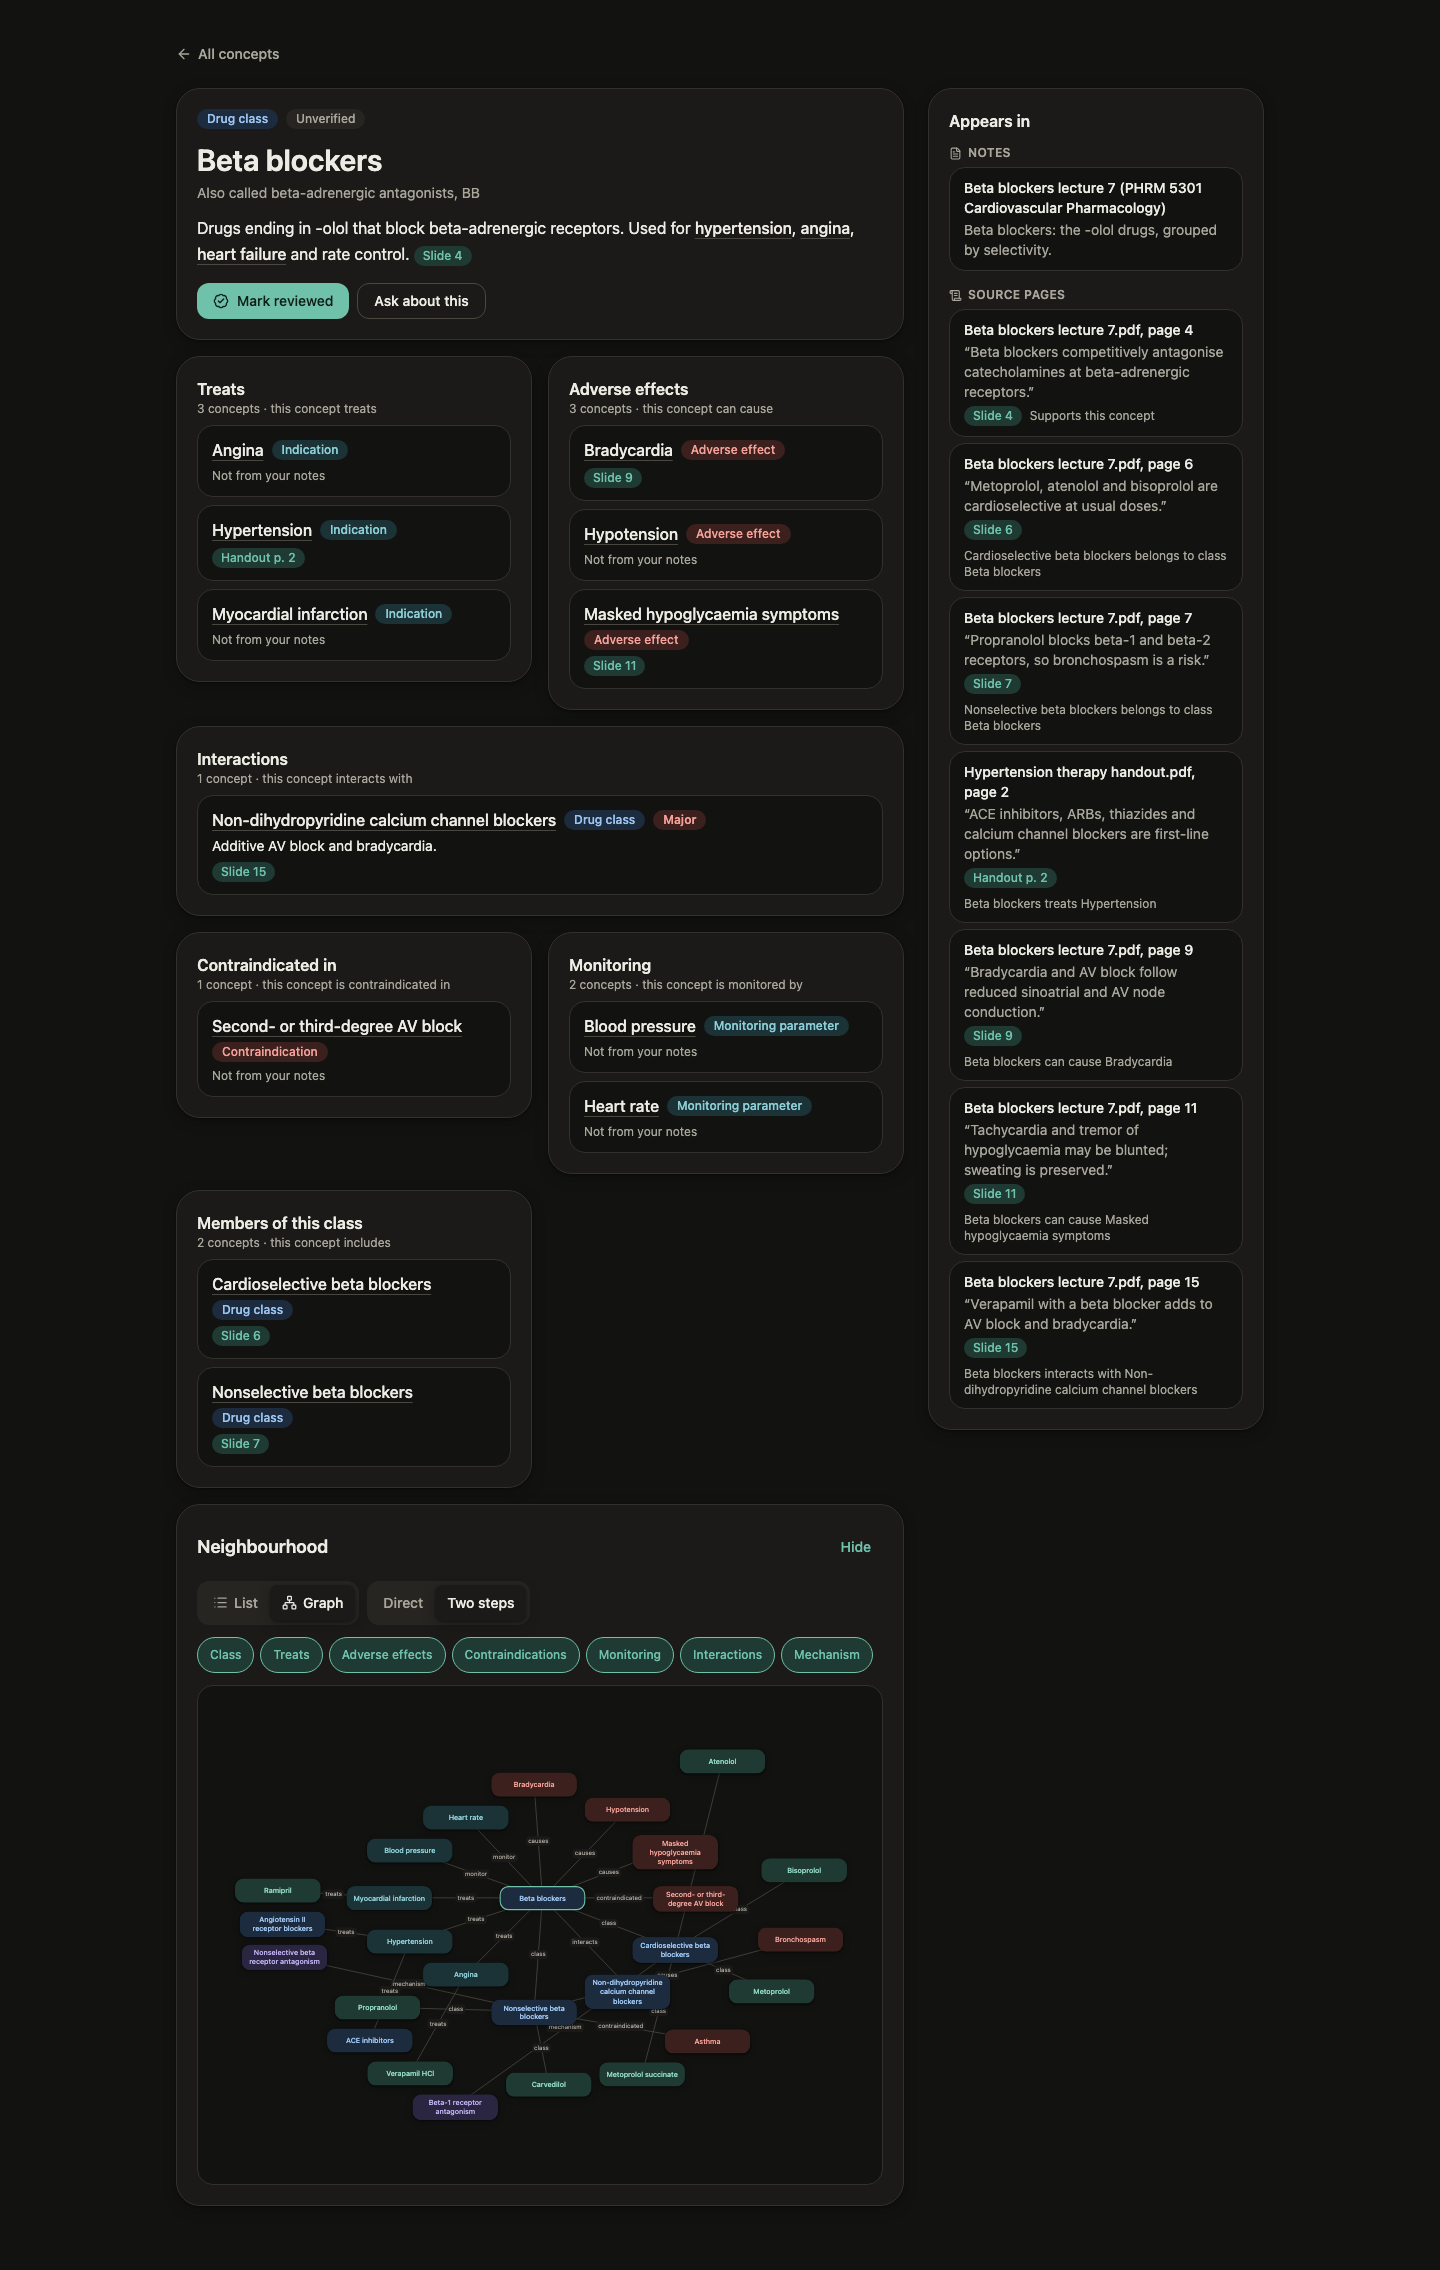 All concepts
Drug class
Unverified
Beta blockers
Also called beta-adrenergic antagonists, BB
Drugs ending in -olol that block beta-adrenergic receptors. Used for hypertension, angina,
heart failure and rate control. Slide 4
Mark reviewed
Ask about this
Treats
3 concepts · this concept treats
Angina Indication
Not from your notes
Hypertension Indication
Handout p. 2
Myocardial infarction Indication
Not from your notes
Adverse effects
3 concepts · this concept can cause
Bradycardia Adverse effect
Slide 9
Hypotension Adverse effect
Not from your notes
Masked hypoglycaemia symptoms
Adverse effect
Slide 11
Interactions
1 concept · this concept interacts with
Non-dihydropyridine calcium channel blockers Drug class Major
Additive AV block and bradycardia.
Slide 15
Contraindicated in
1 concept · this concept is contraindicated in
Second- or third-degree AV block
Contraindication
Not from your notes
Monitoring
2 concepts · this concept is monitored by
Blood pressure Monitoring parameter
Not from your notes
Heart rate Monitoring parameter
Not from your notes
Members of this class
2 concepts · this concept includes
Cardioselective beta blockers
Drug class
Slide 6
Nonselective beta blockers
Drug class
Slide 7
Appears in
NOTES
Beta blockers lecture 7 (PHRM 5301
Cardiovascular Pharmacology)
Beta blockers: the -olol drugs, grouped
by selectivity.
SOURCE PAGES
Beta blockers lecture 7.pdf, page 4
“Beta blockers competitively antagonise
catecholamines at beta-adrenergic
receptors.”
Slide 4 Supports this concept
Beta blockers lecture 7.pdf, page 6
“Metoprolol, atenolol and bisoprolol are
cardioselective at usual doses.”
Slide 6
Cardioselective beta blockers belongs to class
Beta blockers
Beta blockers lecture 7.pdf, page 7
“Propranolol blocks beta-1 and beta-2
receptors, so bronchospasm is a risk.”
Slide 7
Nonselective beta blockers belongs to class
Beta blockers
Hypertension therapy handout.pdf,
page 2
“ACE inhibitors, ARBs, thiazides and
calcium channel blockers are first-line
options.”
Handout p. 2
Beta blockers treats Hypertension
Beta blockers lecture 7.pdf, page 9
“Bradycardia and AV block follow
reduced sinoatrial and AV node
conduction.”
Slide 9
Beta blockers can cause Bradycardia
Beta blockers lecture 7.pdf, page 11
“Tachycardia and tremor of
hypoglycaemia may be blunted;
sweating is preserved.”
Slide 11
Beta blockers can cause Masked
hypoglycaemia symptoms
Beta blockers lecture 7.pdf, page 15
“Verapamil with a beta blocker adds to
AV block and bradycardia.”
Slide 15
Beta blockers interacts with Non-
dihydropyridine calcium channel blockers
Neighbourhood
Hide
List
Graph
Direct
Two steps
Class
Treats
Adverse effects
Contraindications
Monitoring
Interactions
Mechanism
Atenolol
Bradycardia
Hypotension
Heart rate
causes
Masked
hypoglycaemia
symptoms
Blood pressure
monitor
causes
Bisoprolol
monitor
causes
Ramipril
treats
Myocardial infarction
treats
Beta blockers
contraindicated
Second- or third-
degree AV block
Angiotensin II
receptor blockers
treats
treats
class
Hypertension
treats
interacts
Bronchospasm
Nonselective beta
receptor antagonism
class
Cardioselective beta
blockers
Angina
class
mechanism
treats
Non-dihydropyridine
calcium channel
blockers
Metoprolol
Propranolol
class
Nonselective beta
blockers
class
treats
mechanism
contraindicated
ACE inhibitors
Asthma
class
Verapamil HCl
Carvedilol
Metoprolol succinate
Beta-1 receptor
antagonism